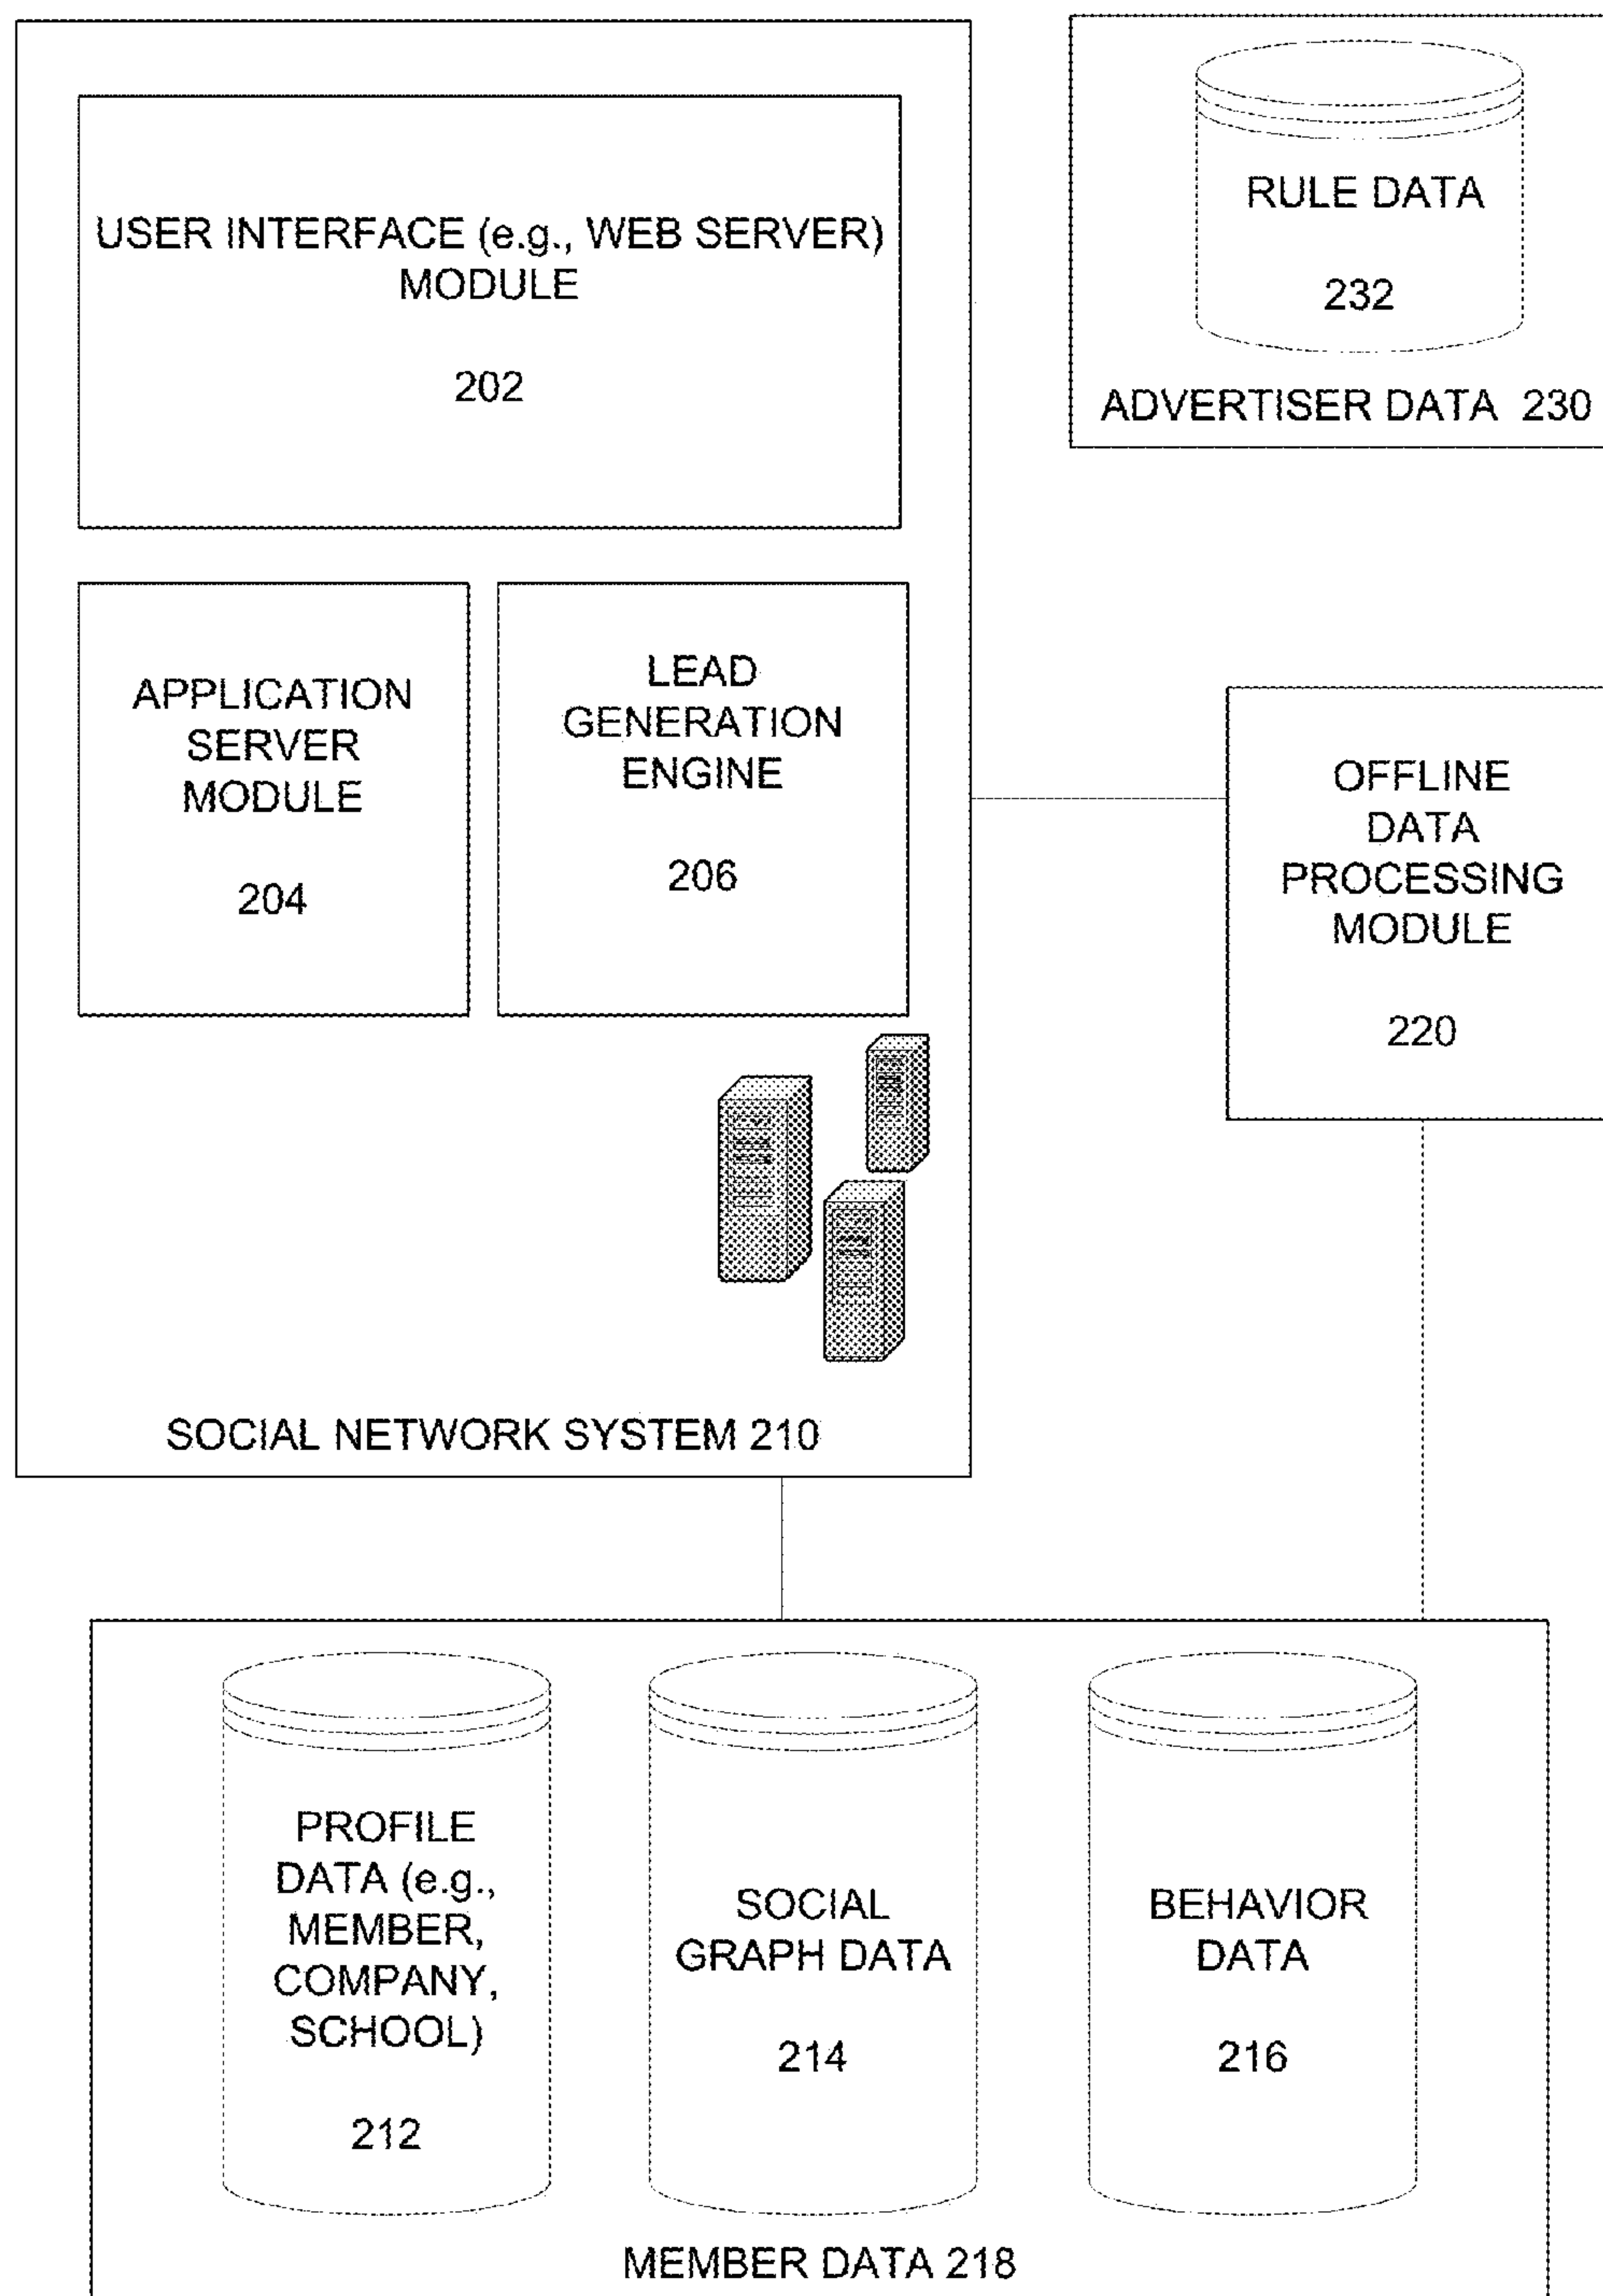 USER INTERFACE (e.g., WEB SERVER)
MODULE
202
RULE DATA
232
ADVERTISER DATA 230
APPLICATION
SERVER
MODULE
204
LEAD
GENERATION
ENGINE
206
OFFLINE
DATA
PROCESSING
MODULE
220
SOCIAL NETWORK SYSTEM 210
PROFILE
DATA (e.g.,
MEMBER,
COMPANY,
SCHOOL)
212
SOCIAL
GRAPH DATA
214
BEHAVIOR
DATA
216
MEMBER DATA 218